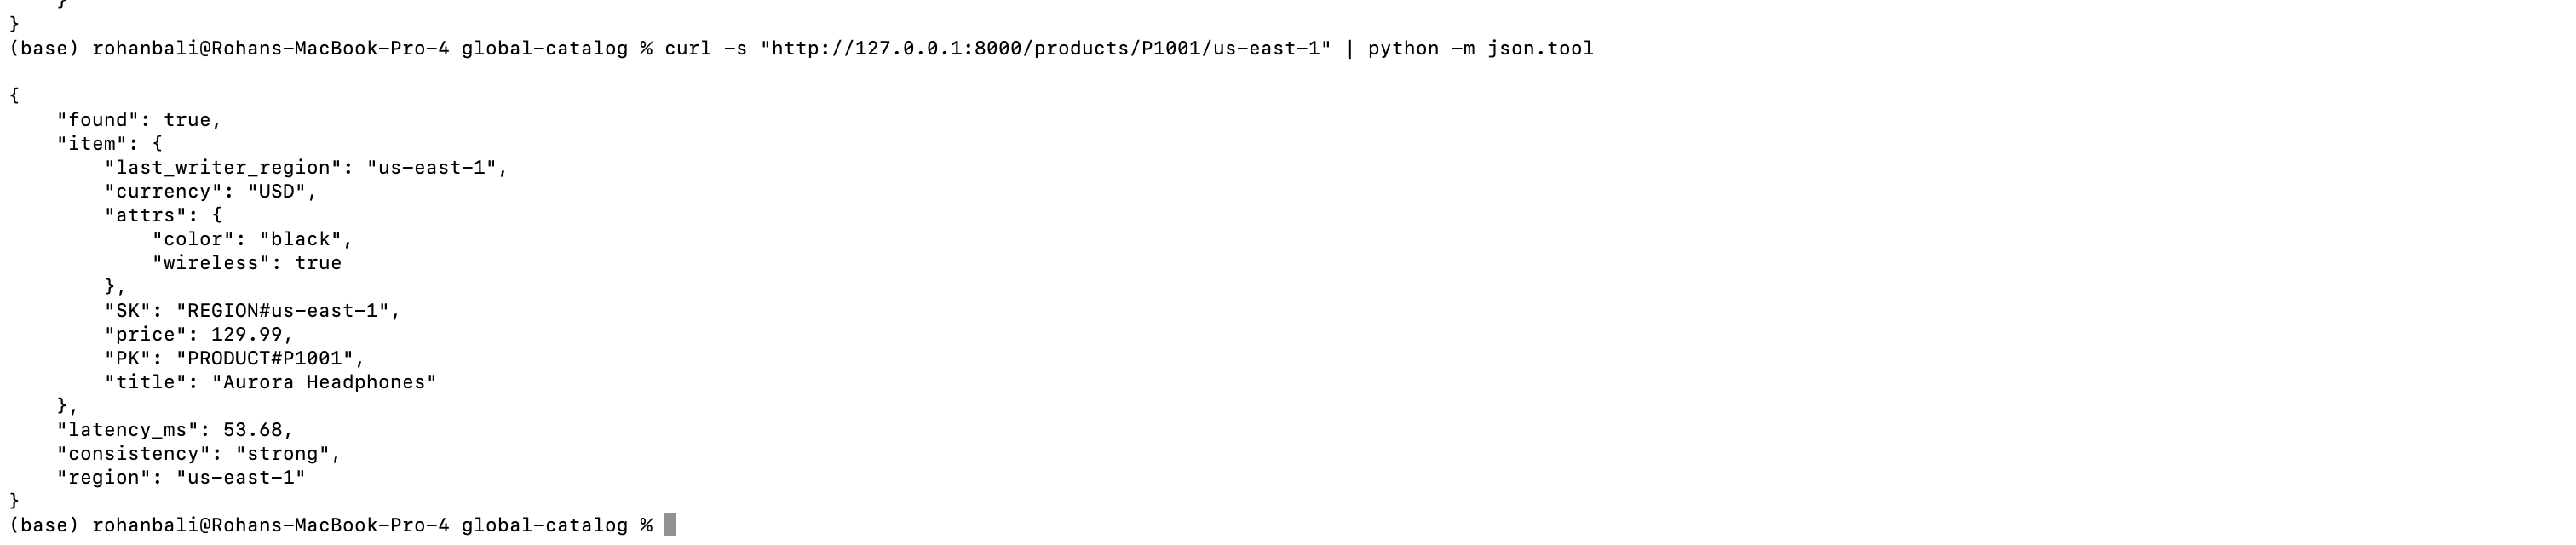 }
}
(base) rohanbali@Rohans-MacBook-Pro-4 global-catalog % curl -s "http://127.0.0.1:8000/products/P1001/us-east-1" | python -m json.tool
{
    "found": true,
    "item": {
        "last_writer_region": "us-east-1",
        "currency": "USD",
        "attrs": {
            "color": "black",
            "wireless": true
        },
        "SK": "REGION#us-east-1",
        "price": 129.99,
        "PK": "PRODUCT#P1001",
        "title": "Aurora Headphones"
    },
    "latency_ms": 53.68,
    "consistency": "strong",
    "region": "us-east-1"
}
(base) rohanbali@Rohans-MacBook-Pro-4 global-catalog %